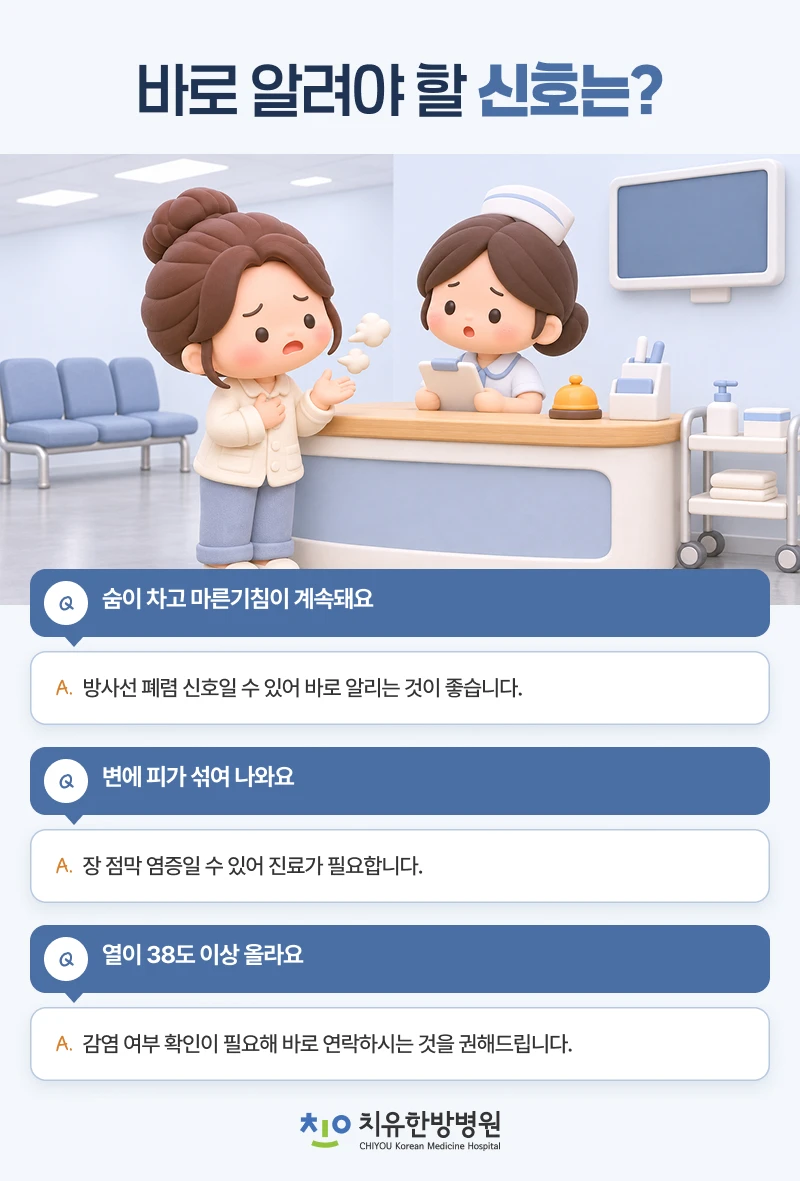 바로 알려야 할 신호는?
Q 숨이 차고 마른기침이 계속돼요
A. 방사선 폐렴 신호일 수 있어 바로 알리는 것이 좋습니다.
Q 변에 피가 섞여 나와요
A. 장 점막 염증일 수 있어 진료가 필요합니다.
Q 열이 38도 이상 올라요
A. 감염 여부 확인이 필요해 바로 연락하시는 것을 권해드립니다.
치유한방병원
CHIYOU Korean Medicine Hospital